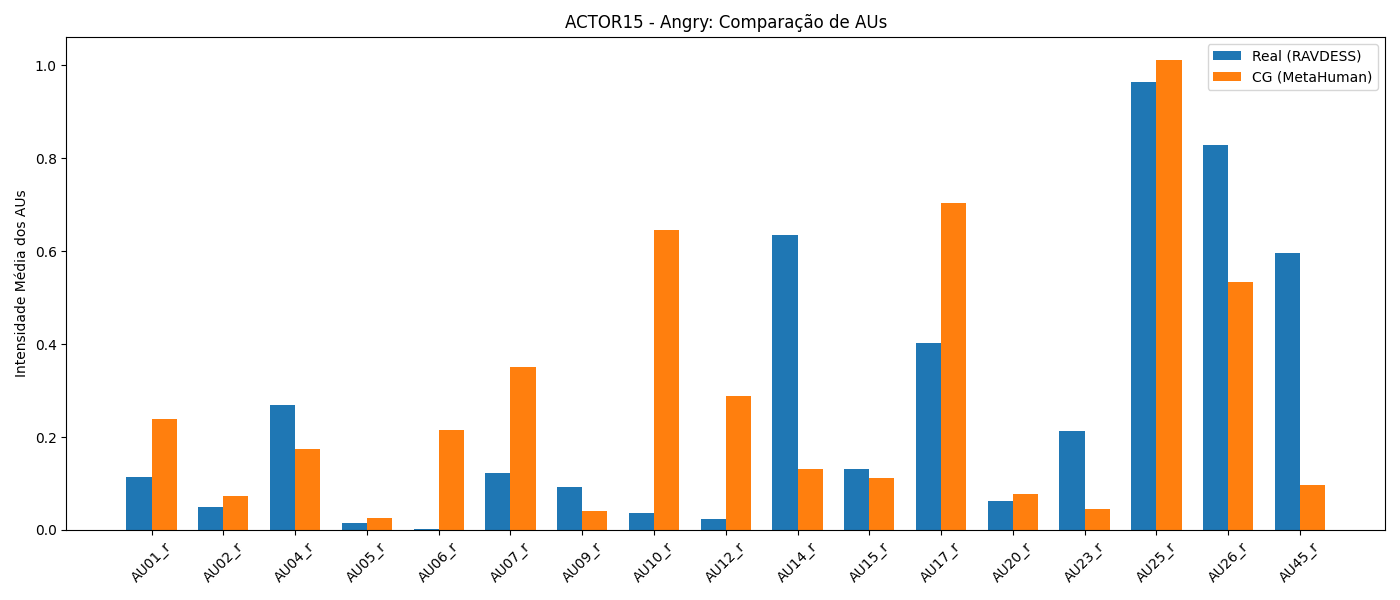 ACTOR15 - Angry: Comparação de AUs
Real (RAVDESS)
CG (MetaHuman)
Intensidade Média dos AUs
1.0
0.8
0.6
0.4
0.2
0.0
AU01_r
AU02_r
AU04_r
AU05_r
AU06_r
AU07_r
AU09_r
AU10_r
AU12_r
AU14_r
AU15_r
AU17_r
AU20_r
AU23_r
AU25_r
AU26_r
AU45_r